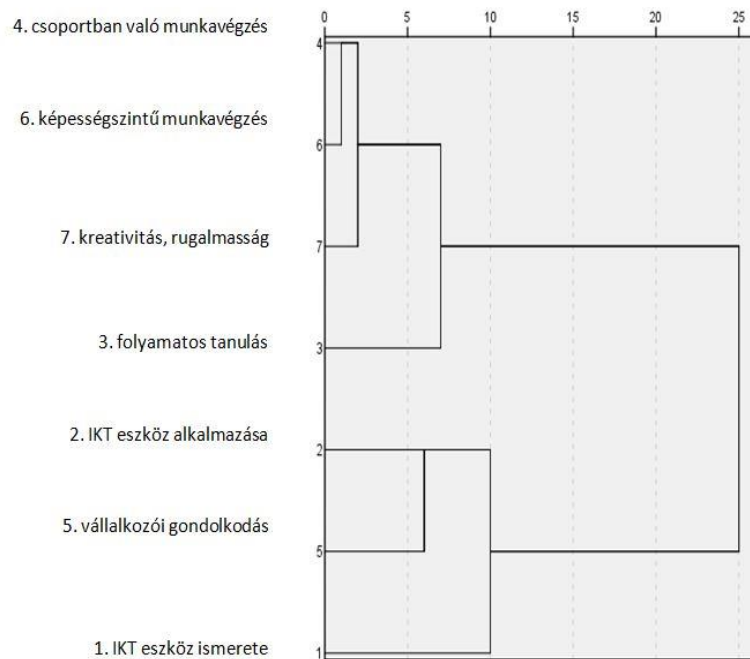 0 5 10 15 20 25
4. csoportban való munkavégzés 4
6. képességszintű munkavégzés 6
7. kreativitás, rugalmasság 7
3. folyamatos tanulás 3
2. IKT eszköz alkalmazása 2
5. vállalkozói gondolkodás 5
1. IKT eszköz ismerete 1